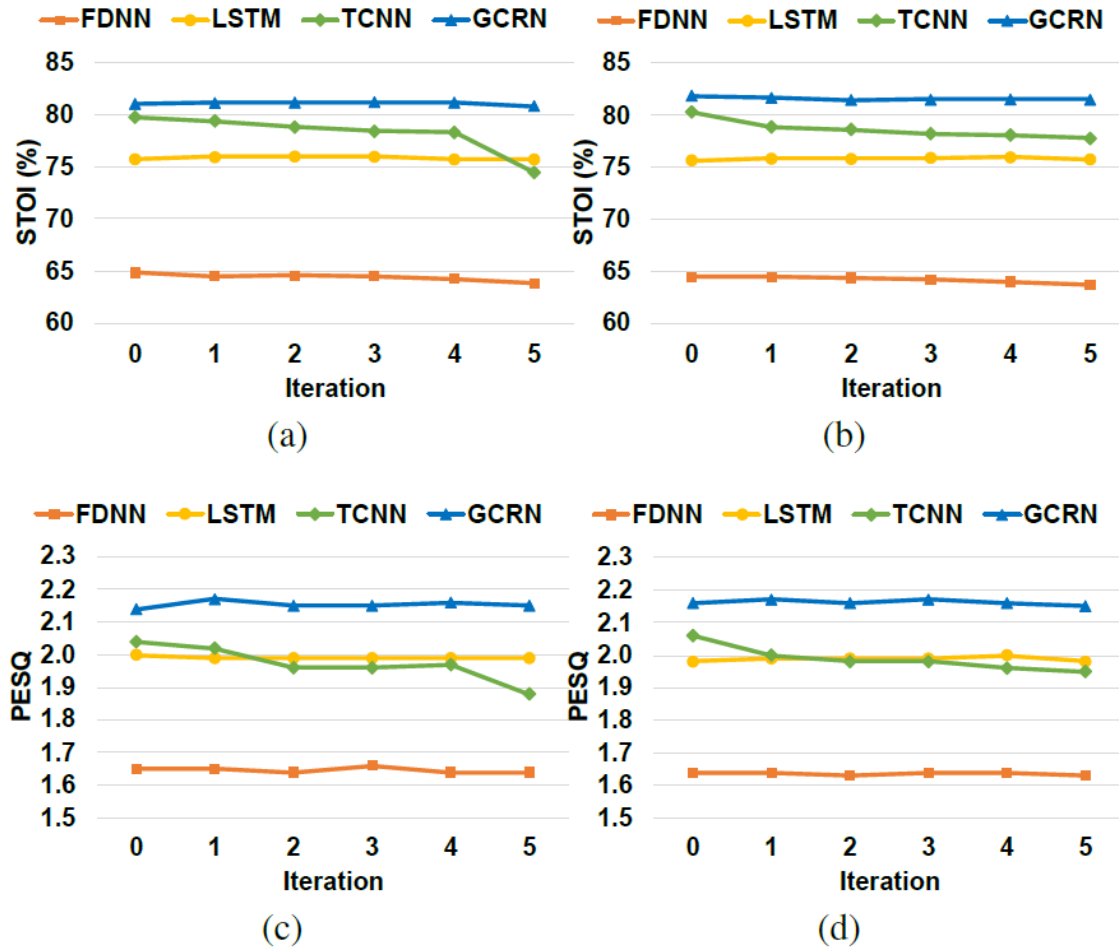 FDNN LSTM TCNN GCRN
85
80
75
70
65
60
STOI (%)
0 1 2 3 4 5
Iteration
(a)
FDNN LSTM TCNN GCRN
85
80
75
70
65
60
STOI (%)
0 1 2 3 4 5
Iteration
(b)
FDNN LSTM TCNN GCRN
2.3
2.2
2.1
2.0
1.9
1.8
1.7
1.6
1.5
PESQ
0 1 2 3 4 5
Iteration
(c)
FDNN LSTM TCNN GCRN
2.3
2.2
2.1
2.0
1.9
1.8
1.7
1.6
1.5
PESQ
0 1 2 3 4 5
Iteration
(d)